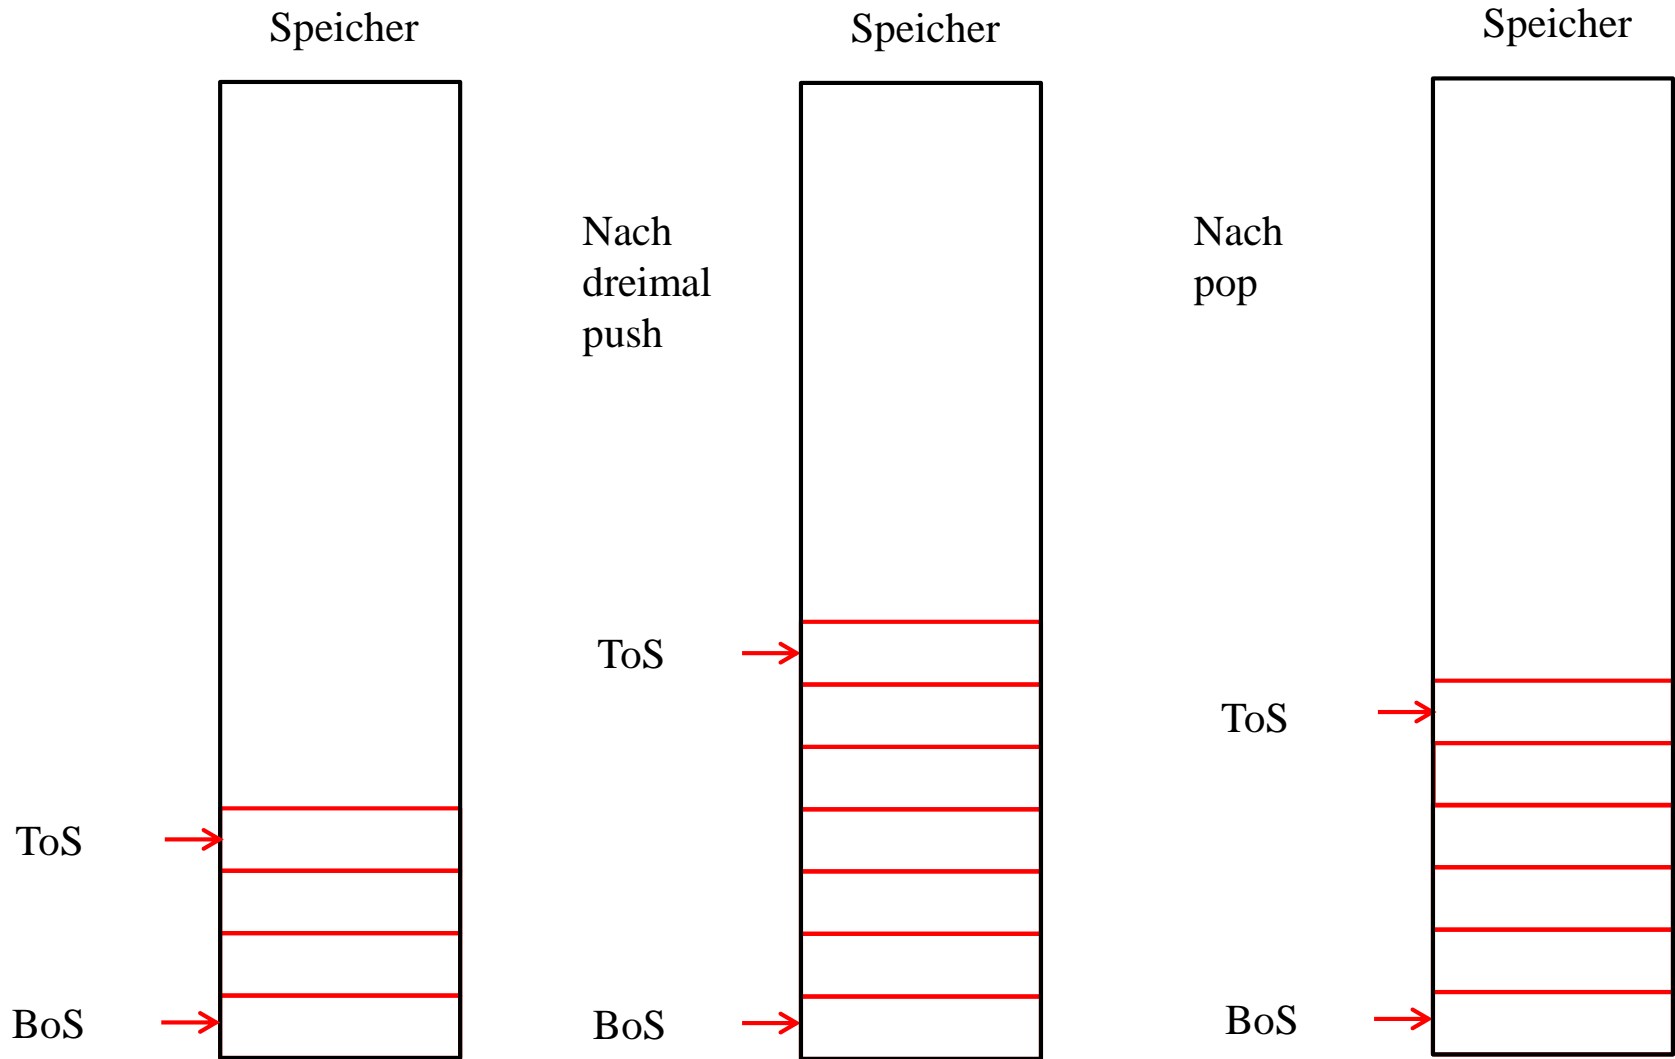 Speicher
ToS
BoS
Nach
dreimal
push
Speicher
ToS
BoS
Nach
pop
Speicher
ToS
BoS